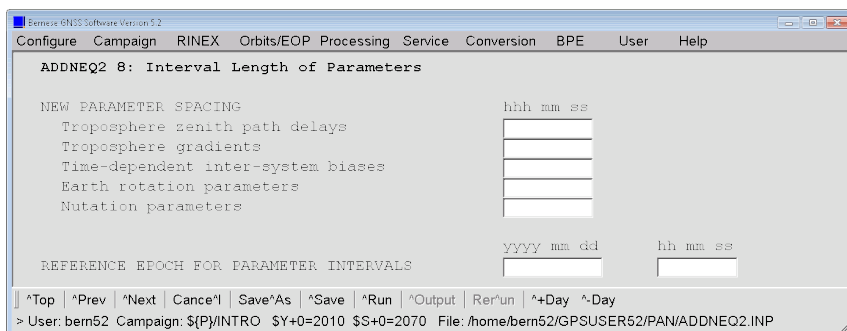 Bernese GNSS Software Version 5.2
Configure Campaign RINEX Orbits/EOP Processing Service Conversion BPE User Help
ADDNEQ2 8: Interval Length of Parameters
NEW PARAMETER SPACING hhh mm ss
Troposphere zenith path delays
Troposphere gradients
Time-dependent inter-system biases
Earth rotation parameters
Nutation parameters
yyyy mm dd hh mm ss
REFERENCE EPOCH FOR PARAMETER INTERVALS
^Top ^Prev ^Next Cance^l Save^As ^Save ^Run ^Output Rer^un ^+Day ^-Day
> User: bern52 Campaign: ${P}/INTRO $Y+0=2010 $S+0=2070 File: /home/bern52/GPSUSER52/PAN/ADDNEQ2.INP